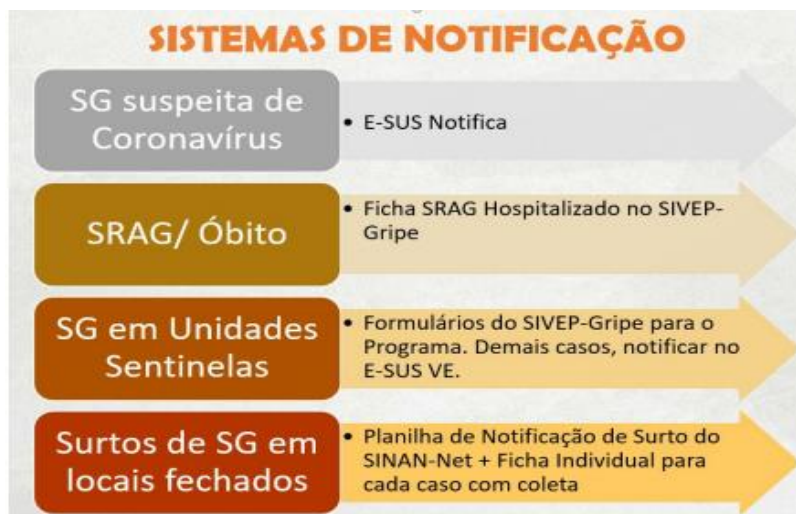 SISTEMAS DE NOTIFICAÇÃO
SG suspeita de
Coronavírus
• E-SUS Notifica
SRAG/ Óbito
• Ficha SRAG Hospitalizado no SIVEP-
Gripe
SG em Unidades
Sentinelas
• Formulários do SIVEP-Gripe para o
Programa. Demais casos, notificar no
E-SUS VE.
Surtos de SG em
locais fechados
• Planilha de Notificação de Surto do
SINAN-Net + Ficha Individual para
cada caso com coleta